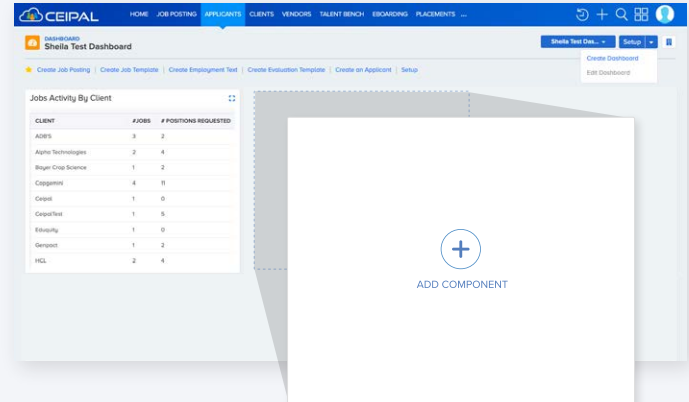 CEIPAL HOME JOB POSTING APPLICANTS CLIENTS VENDORS TALENT BENCH EBOARDING PLACEMENTS ...
DASHBOARD
Sheila Test Dashboard
Sheila Test Das... Setup
Create Dashboard
Edit Dashboard
Create Job Posting | Create Job Template | Create Employment Text | Create Evaluation Template | Create an Applicant | Setup
Jobs Activity By Client
CLIENT #JOBS # POSITIONS REQUESTED
ADB'S 3 2
Alpha Technologies 2 4
Bayer Crop Science 1 2
Capgemini 4 11
Ceipal 1 0
CeipalTest 1 5
Eduquity 1 0
Genpact 1 2
HCL 2 4
ADD COMPONENT